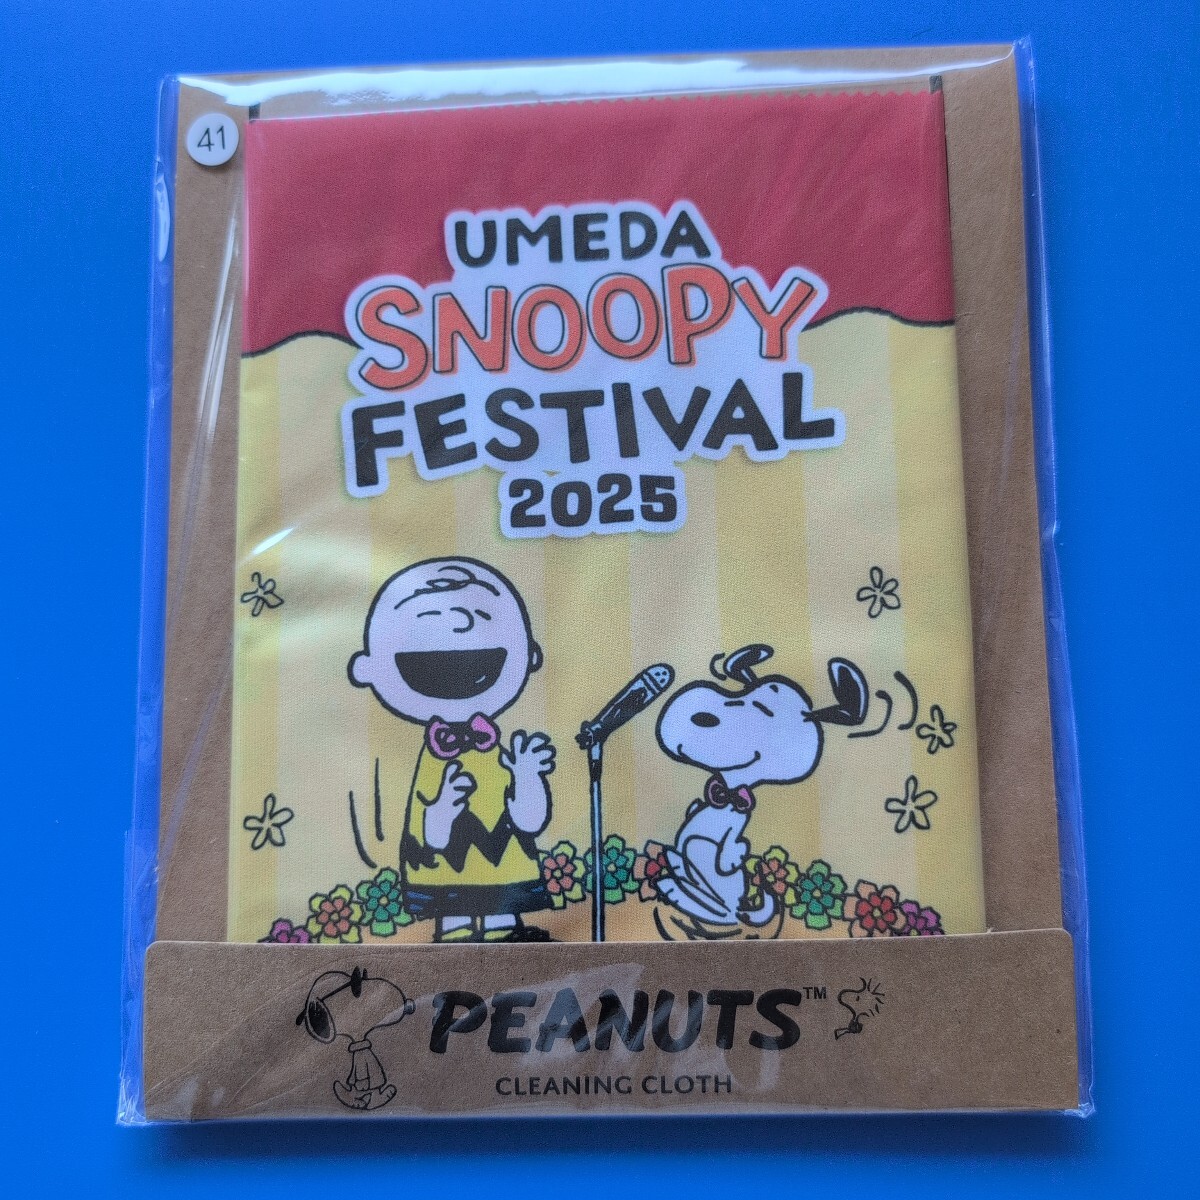 41
UMEDA
SNOOPY
FESTIVAL
2025
PEANUTS™
CLEANING CLOTH